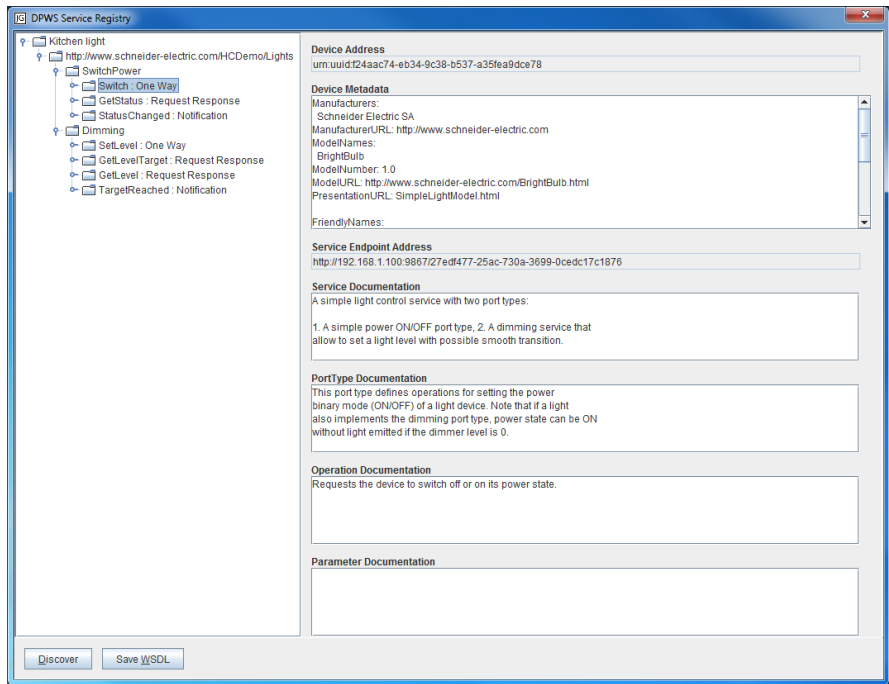 JG DPWS Service Registry
Kitchen light
http://www.schneider-electric.com/HCDemo/Lights
SwitchPower
Switch : One Way
GetStatus : Request Response
StatusChanged : Notification
Dimming
SetLevel : One Way
GetLevelTarget : Request Response
GetLevel : Request Response
TargetReached : Notification
Device Address
urn:uuid:f24aac74-eb34-9c38-b537-a35fea9dce78
Device Metadata
Manufacturers:
Schneider Electric SA
ManufacturerURL: http://www.schneider-electric.com
ModelNames:
BrightBulb
ModelNumber: 1.0
ModelURL: http://www.schneider-electric.com/BrightBulb.html
PresentationURL: SimpleLightModel.html
FriendlyNames:
Service Endpoint Address
http://192.168.1.100:9867/27edf477-25ac-730a-3699-0cedc17c1876
Service Documentation
A simple light control service with two port types:
1. A simple power ON/OFF port type, 2. A dimming service that
allow to set a light level with possible smooth transition.
PortType Documentation
This port type defines operations for setting the power
binary mode (ON/OFF) of a light device. Note that if a light
also implements the dimming port type, power state can be ON
without light emitted if the dimmer level is 0.
Operation Documentation
Requests the device to switch off or on its power state.
Parameter Documentation
Discover
Save WSDL